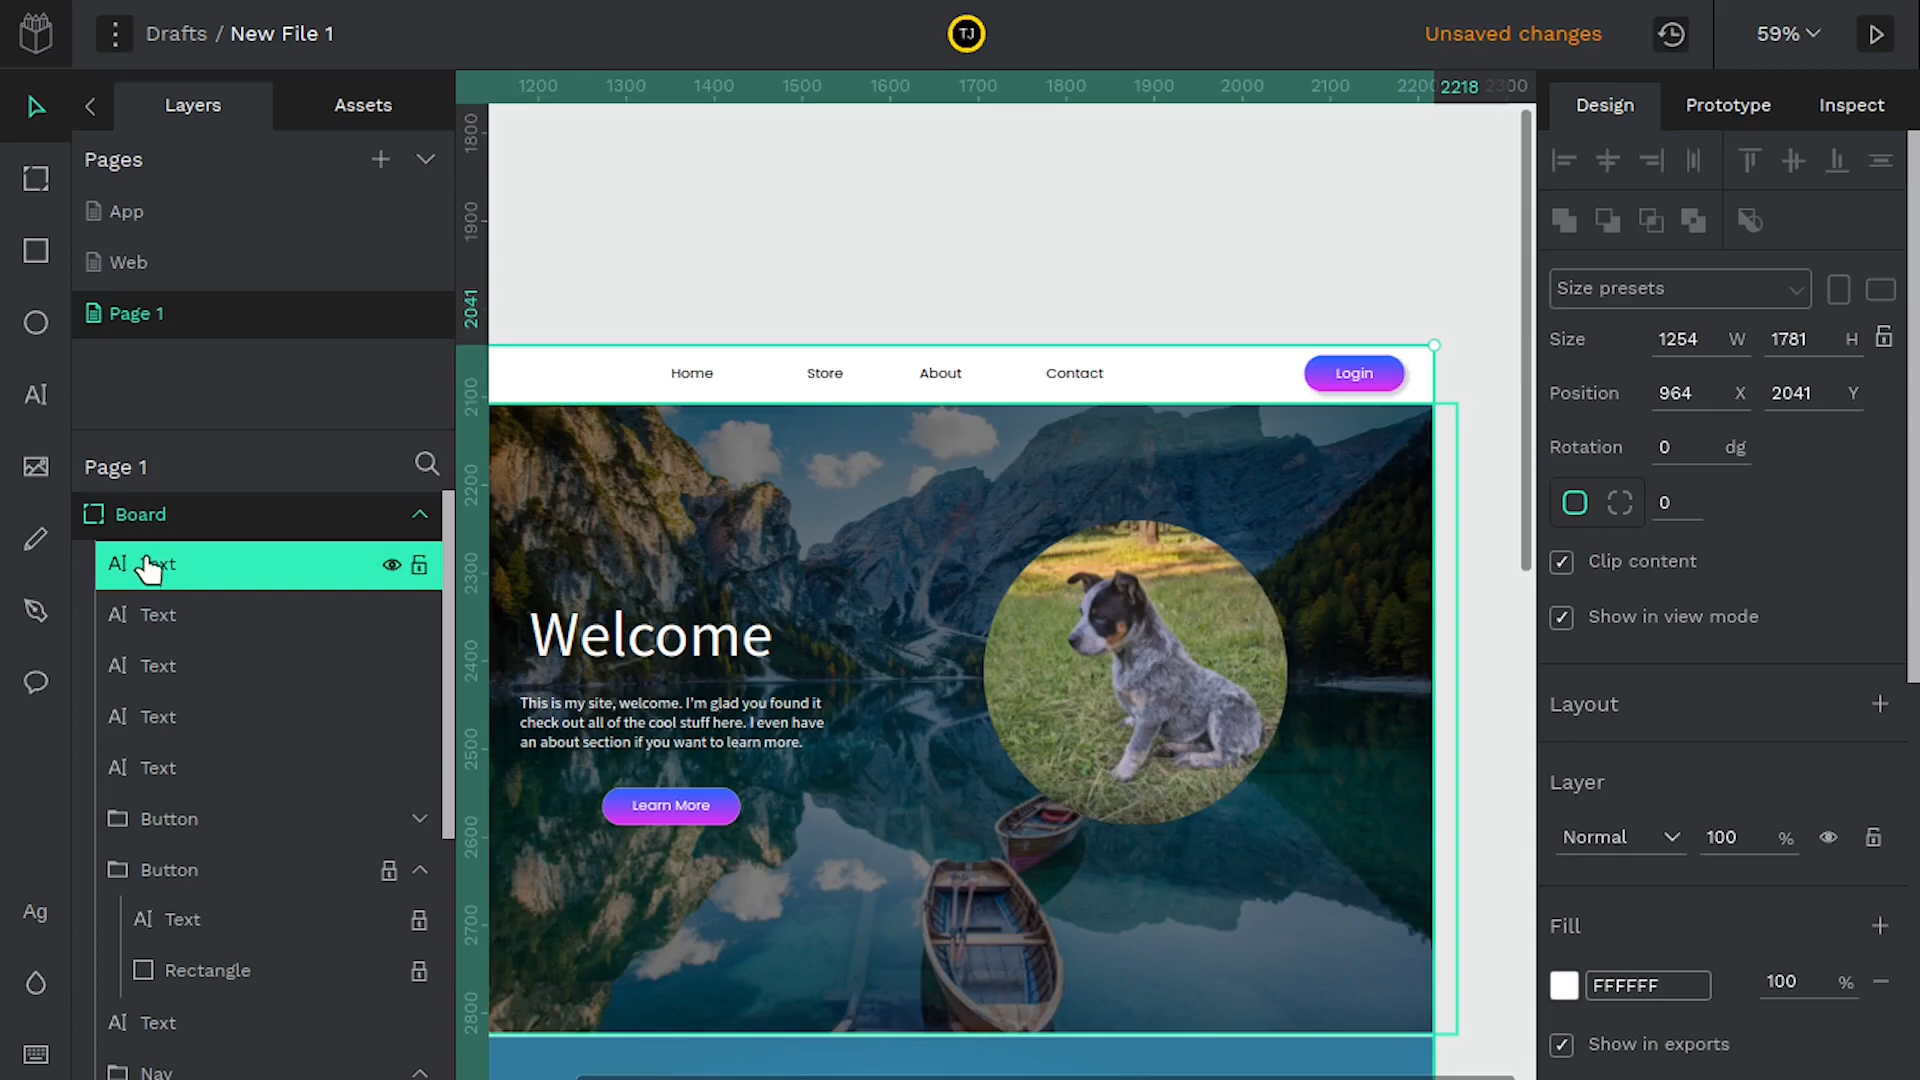 Drafts / New File 1
TJ
Unsaved changes
59%
Layers
Assets
Pages
App
Web
Page 1
Page 1
Board
Text
Text
Text
Text
Text
Button
Button
Text
Rectangle
Text
Nav
AI
Ag
1200 1300 1400 1500 1600 1700 1800 1900 2000 2100 2200 2218 2300
1800
1900
2041
2100
2200
2300
2400
2500
2600
2700
2800
Home
Store
About
Contact
Login
Welcome
This is my site, welcome. I'm glad you found it
check out all of the cool stuff here. I even have
an about section if you want to learn more.
Learn More
Design
Prototype
Inspect
Size presets
Size 1254 W 1781 H
Position 964 X 2041 Y
Rotation 0 dg
0
Clip content
Show in view mode
Layout
Layer
Normal 100 %
Fill
FFFFFF 100 %
Show in exports